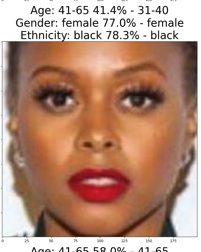 Age: 41-65 41.4% - 31-40
Gender: female 77.0% - female
Ethnicity: black 78.3% - black
0 25 50 75 100 125 150 175
Age: 41-65 58.0% - 41-65